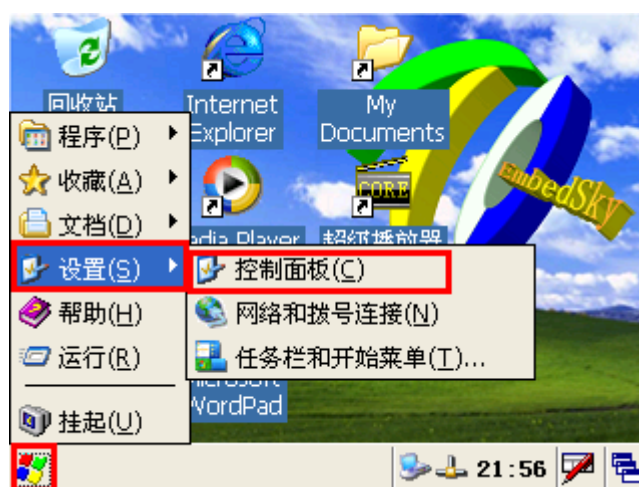 回收站
Internet
Explorer
My
Documents
程序(P)
收藏(A)
文档(D)
设置(S)
帮助(H)
运行(R)
挂起(U)
CORE
EmbedSky
Media Player
超级播放器
控制面板(C)
网络和拨号连接(N)
任务栏和开始菜单(T)...
Microsoft
WordPad
21:56